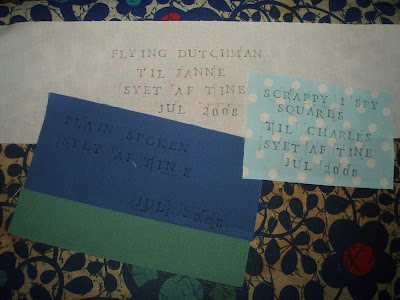 FLYING DUTCHMAN
TIL JANNE
SYET AF TINE
JUL 2008
SCRAPPY I SPY
SQUARES
TIL CHARLES
SYET AF TINE
JUL 2008
PLAIN SPOKEN
SYET AF TINE
JUL 2008